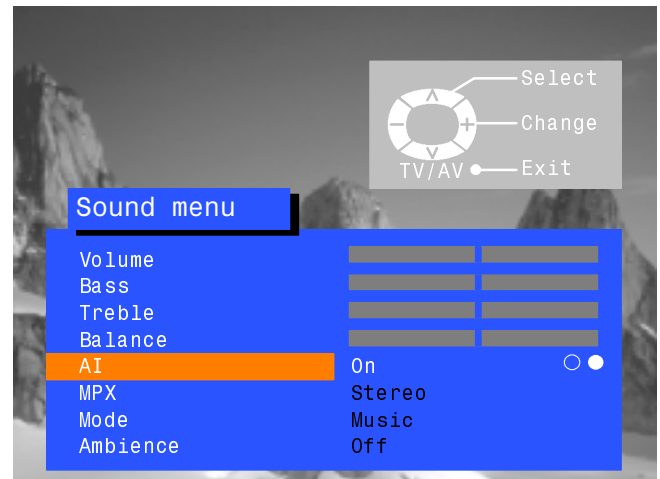 Select
Change
TV/AV Exit
Sound menu
Volume
Bass
Treble
Balance
AI On
MPX Stereo
Mode Music
Ambience Off